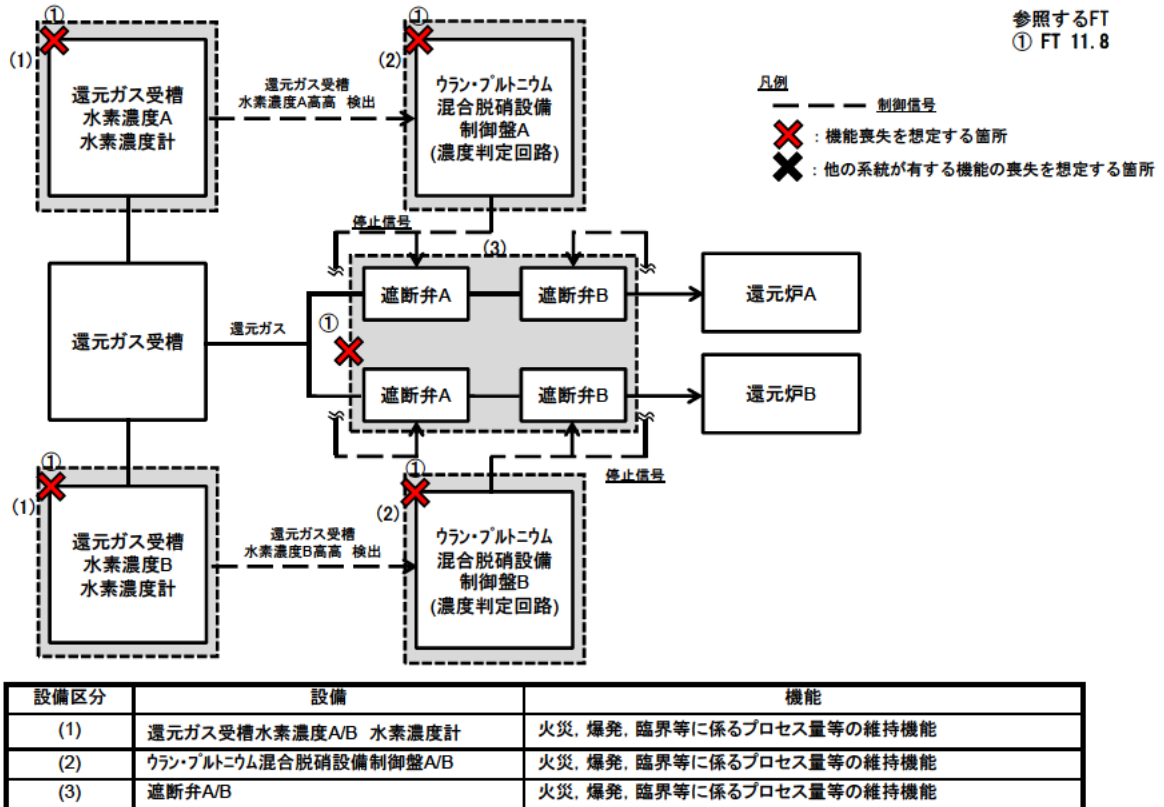 参照するFT
① FT 11.8
凡例
制御信号
：機能喪失を想定する箇所
：他の系統が有する機能の喪失を想定する箇所
①
(1)
還元ガス受槽
水素濃度A
水素濃度計
還元ガス受槽
水素濃度A高高 検出
①
(2)
ウラン・プルトニウム
混合脱硝設備
制御盤A
(濃度判定回路)
停止信号
(3)
遮断弁A
遮断弁B
還元炉A
還元ガス受槽
還元ガス
①
遮断弁A
遮断弁B
還元炉B
停止信号
①
(1)
還元ガス受槽
水素濃度B
水素濃度計
還元ガス受槽
水素濃度B高高 検出
①
(2)
ウラン・プルトニウム
混合脱硝設備
制御盤B
(濃度判定回路)
設備区分 設備 機能
(1) 還元ガス受槽水素濃度A/B 水素濃度計 火災, 爆発, 臨界等に係るプロセス量等の維持機能
(2) ウラン・プルトニウム混合脱硝設備制御盤A/B 火災, 爆発, 臨界等に係るプロセス量等の維持機能
(3) 遮断弁A/B 火災, 爆発, 臨界等に係るプロセス量等の維持機能